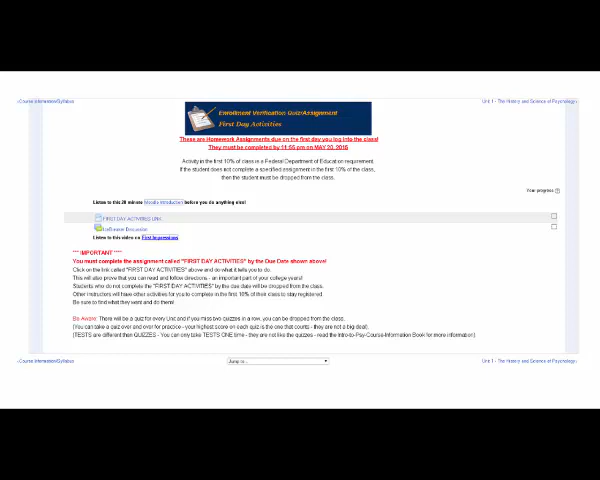 Course Information/Syllabus
Unit 1 - The History and Science of Psychology
Enrollment Verification Quiz/Assignment
First Day Activities
These are Homework Assignments due on the first day you log into the class!
They must be completed by 11:55 pm on MAY 20, 2016
Activity in the first 10% of class is a Federal Department of Education requirement.
If the student does not complete a specified assignment in the first 10% of the class,
then the student must be dropped from the class.
Your progress
Listen to this 20 minute Moodle Introduction before you do anything else!
FIRST DAY ACTIVITIES LINK
Icebreaker Discussion
Listen to this video on First Impressions
*** IMPORTANT ****
You must complete the assignment called "FIRST DAY ACTIVITIES" by the Due Date shown above!
Click on the link called "FIRST DAY ACTIVITIES" above and do what it tells you to do.
This will also prove that you can read and follow directions - an important part of your college years!
Students who do not complete the "FIRST DAY ACTIVITIES" by the due date will be dropped from the class.
Other instructors will have other activities for you to complete in the first 10% of their class to stay registered.
Be sure to find what they want and do them!
Be Aware: There will be a quiz for every Unit and if you miss two quizzes in a row, you can be dropped from the class.
(You can take a quiz over and over for practice - your highest score on each quiz is the one that counts - they are not a big deal).
(TESTS are different than QUIZZES - You can only take TESTS ONE time - they are not like the quizzes - read the Intro-to-Psy-Course-Information Book for more information)
Course Information/Syllabus
Jump to...
Unit 1 - The History and Science of Psychology